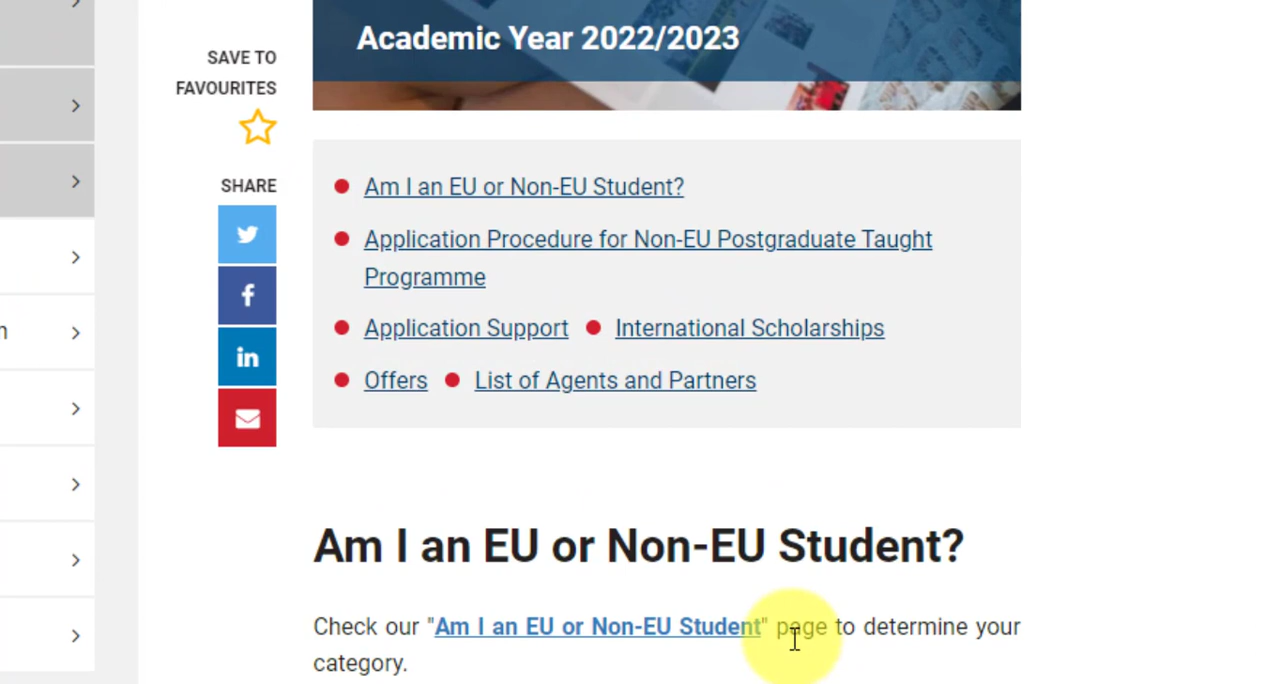 Academic Year 2022/2023
SAVE TO
FAVOURITES
SHARE
Am I an EU or Non-EU Student?
Application Procedure for Non-EU Postgraduate Taught
Programme
Application Support International Scholarships
Offers List of Agents and Partners
Am I an EU or Non-EU Student?
Check our "Am I an EU or Non-EU Student" page to determine your
category.